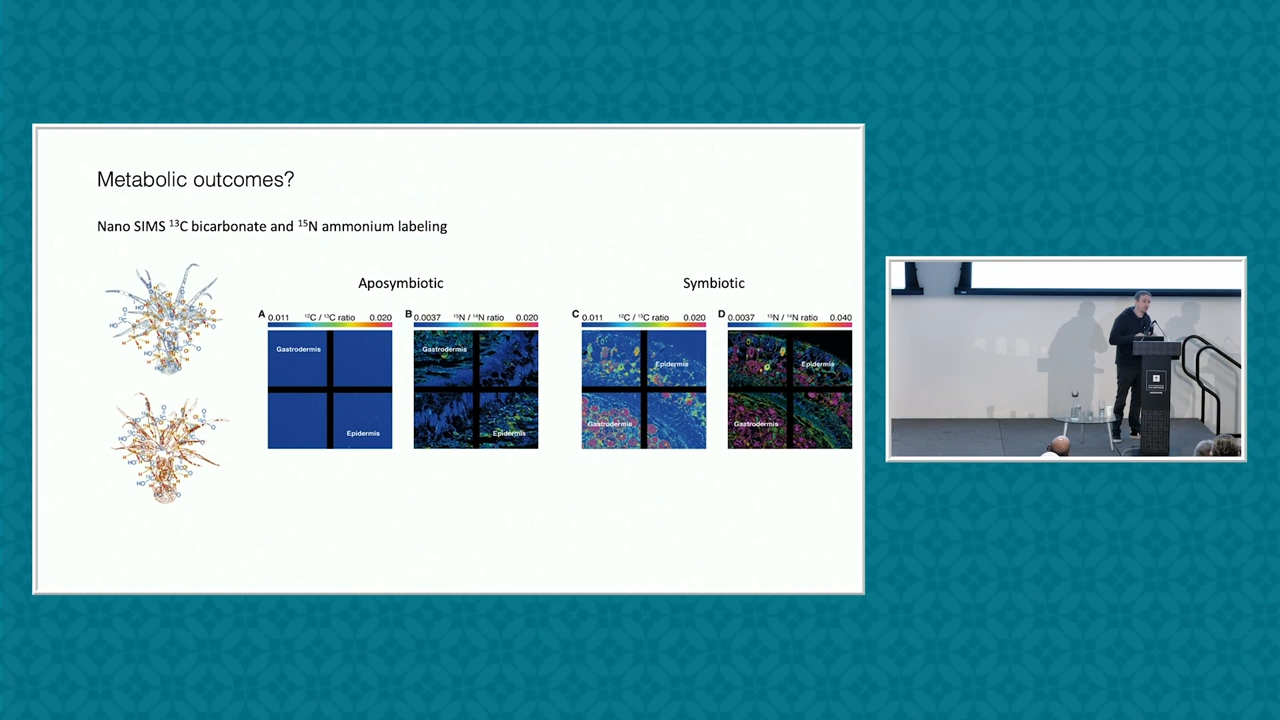 Metabolic outcomes?
Nano SIMS ¹³C bicarbonate and ¹⁵N ammonium labeling
Aposymbiotic
Symbiotic
A 0.011 ¹²C / ¹³C ratio 0.020
B 0.0037 ¹⁵N / ¹⁴N ratio 0.020
C 0.011 ¹²C / ¹³C ratio 0.020
D 0.0037 ¹⁵N / ¹⁴N ratio 0.040
Gastrodermis
Epidermis
Gastrodermis
Epidermis
Epidermis
Gastrodermis
Epidermis
Gastrodermis